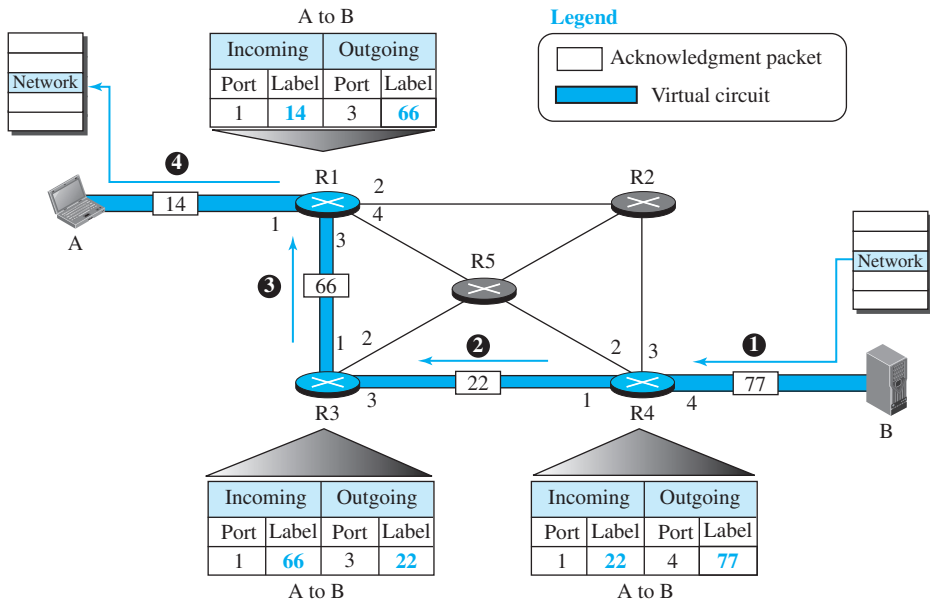 A to B
Legend
Incoming Outgoing
Port Label Port Label
1 14 3 66
Acknowledgment packet
Virtual circuit
Network
4
R1
R2
14
A
1
2
4
3
Network
R5
3
66
1
2
2
1
2
3
R3
3
22
1
R4
4
77
B
Incoming Outgoing
Port Label Port Label
1 66 3 22
A to B
Incoming Outgoing
Port Label Port Label
1 22 4 77
A to B